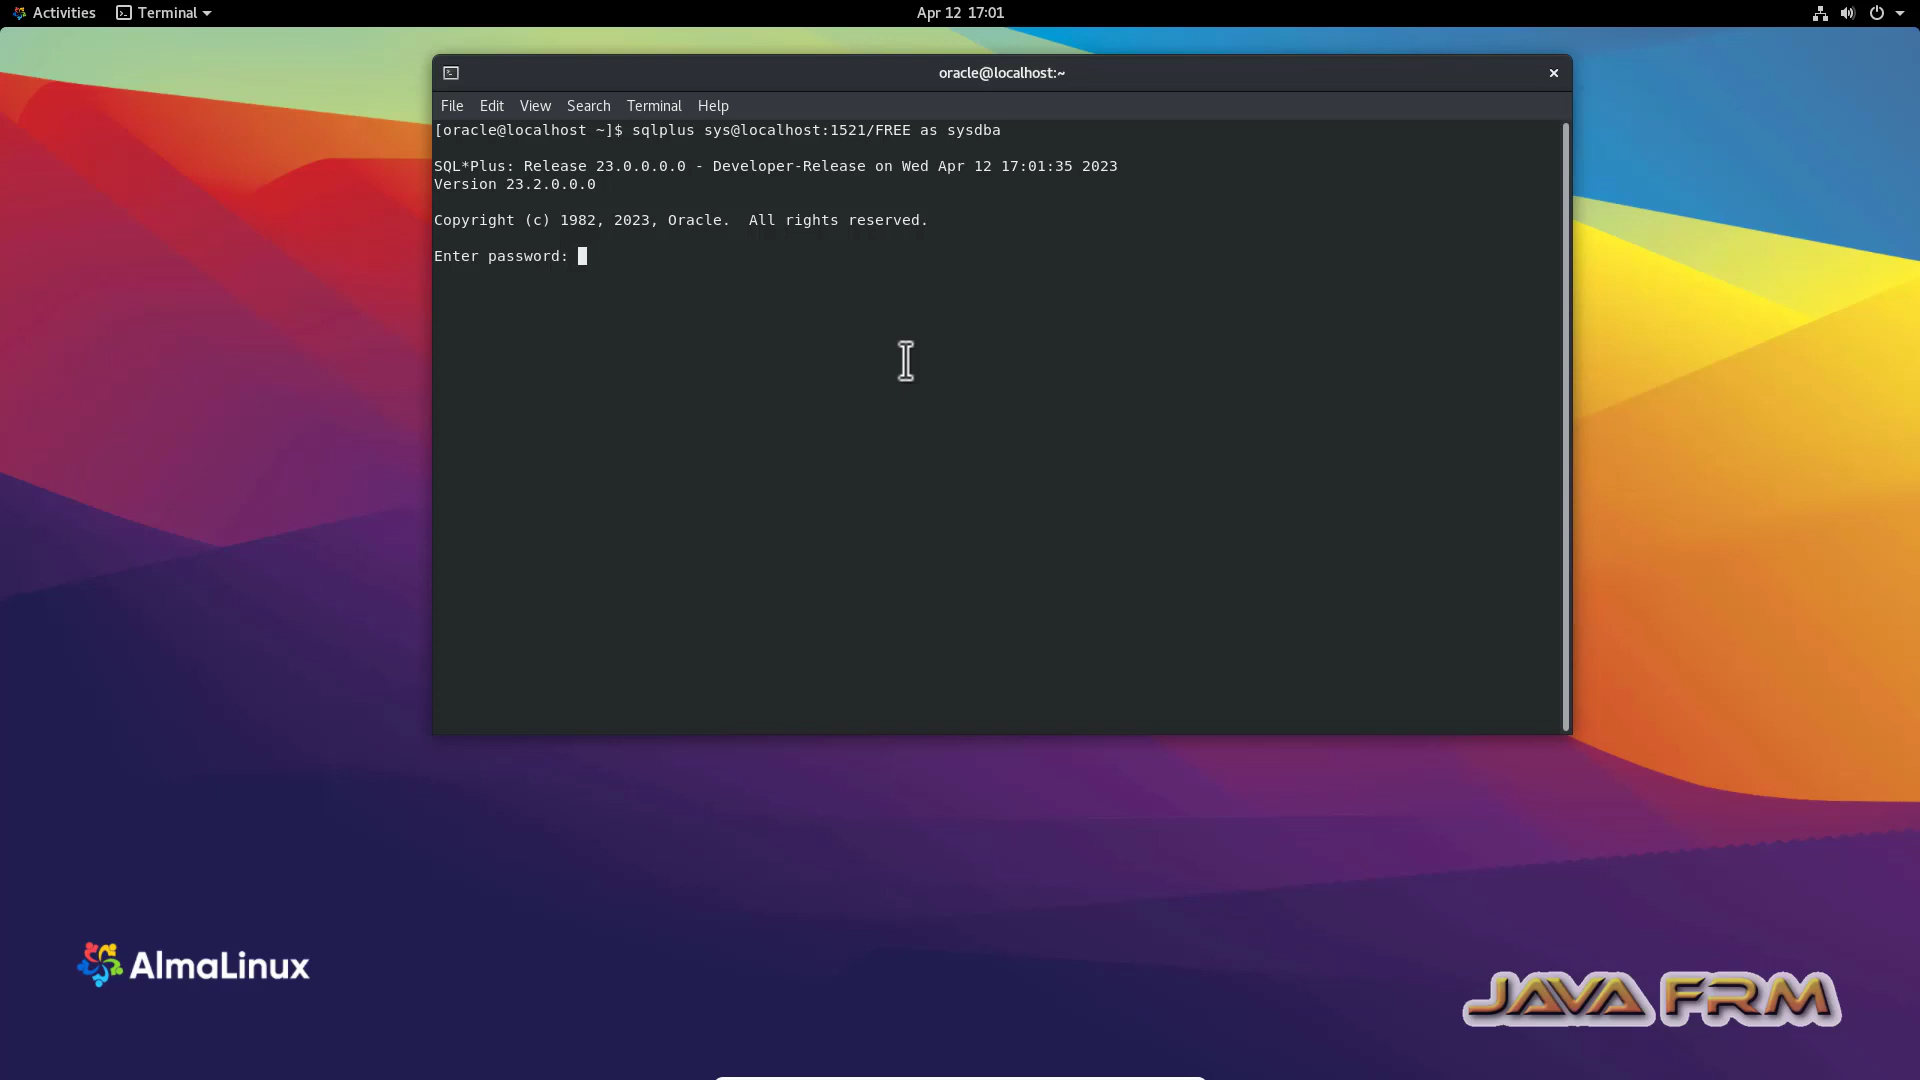 Activities Terminal Apr 12 17:01
oracle@localhost:~
File Edit View Search Terminal Help
[oracle@localhost ~]$ sqlplus sys@localhost:1521/FREE as sysdba
SQL*Plus: Release 23.0.0.0.0 - Developer-Release on Wed Apr 12 17:01:35 2023
Version 23.2.0.0.0
Copyright (c) 1982, 2023, Oracle.  All rights reserved.
Enter password:
AlmaLinux
JAVA FRM